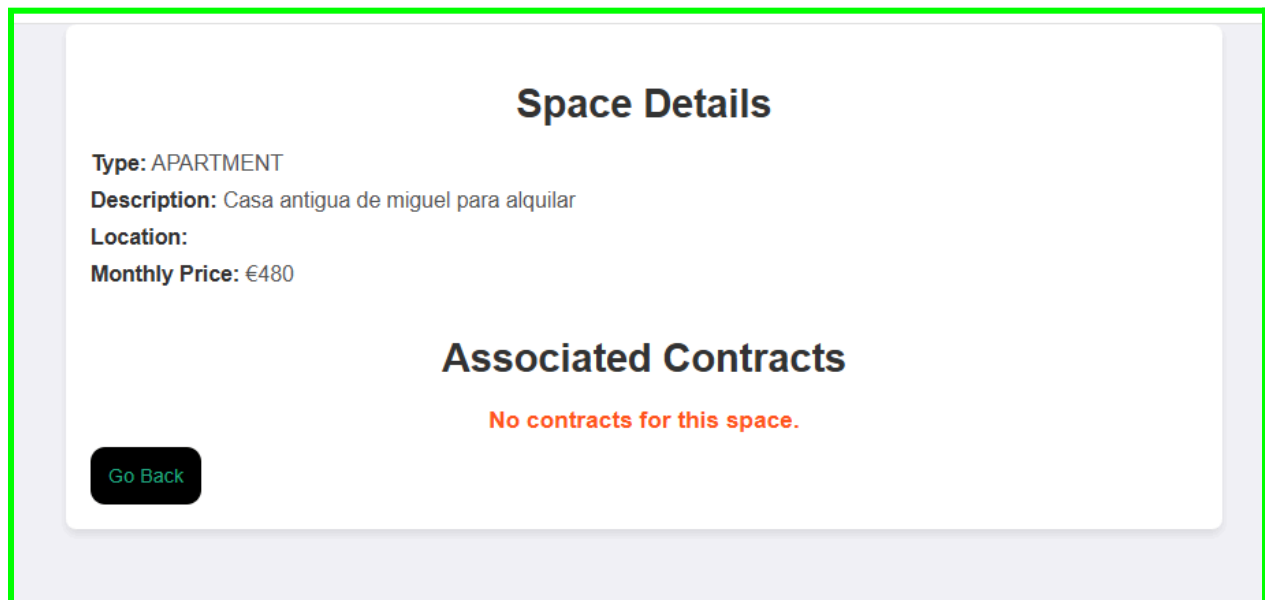 Space Details
Type: APARTMENT
Description: Casa antigua de miguel para alquilar
Location:
Monthly Price: €480
Associated Contracts
No contracts for this space.
Go Back